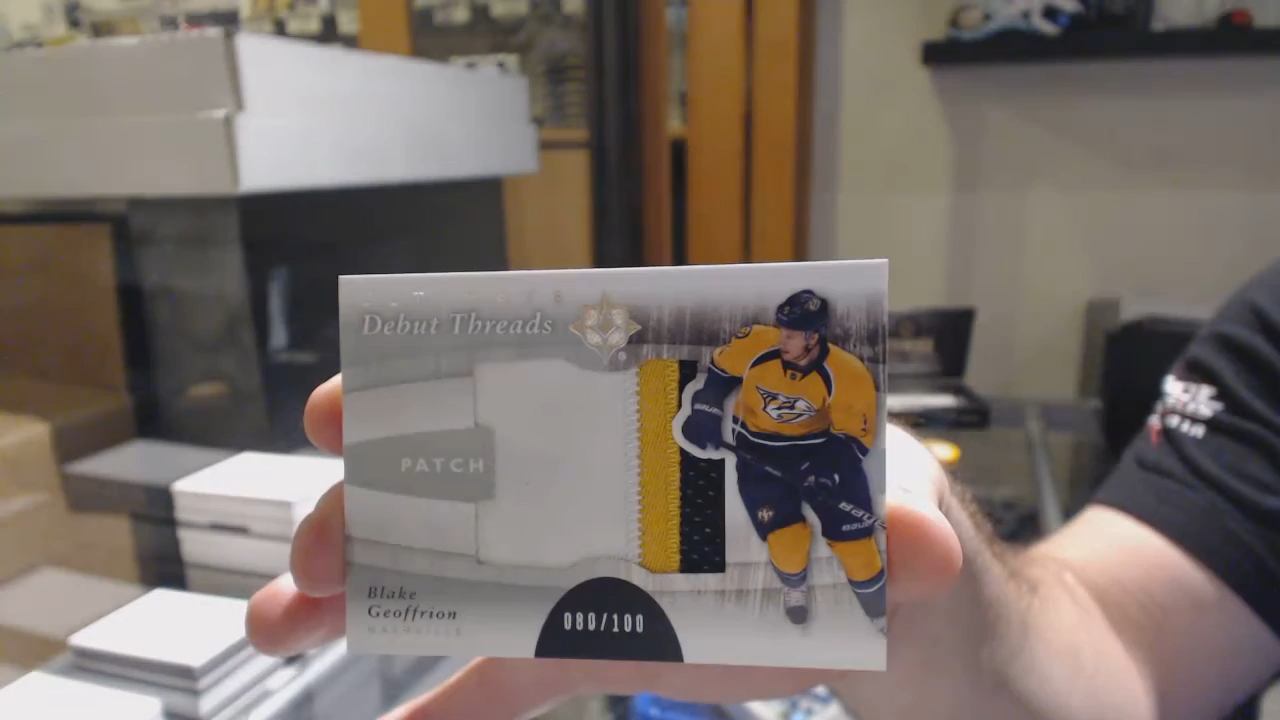 Debut Threads
PATCH
Blake
Geoffrion
NASHVILLE
080/100